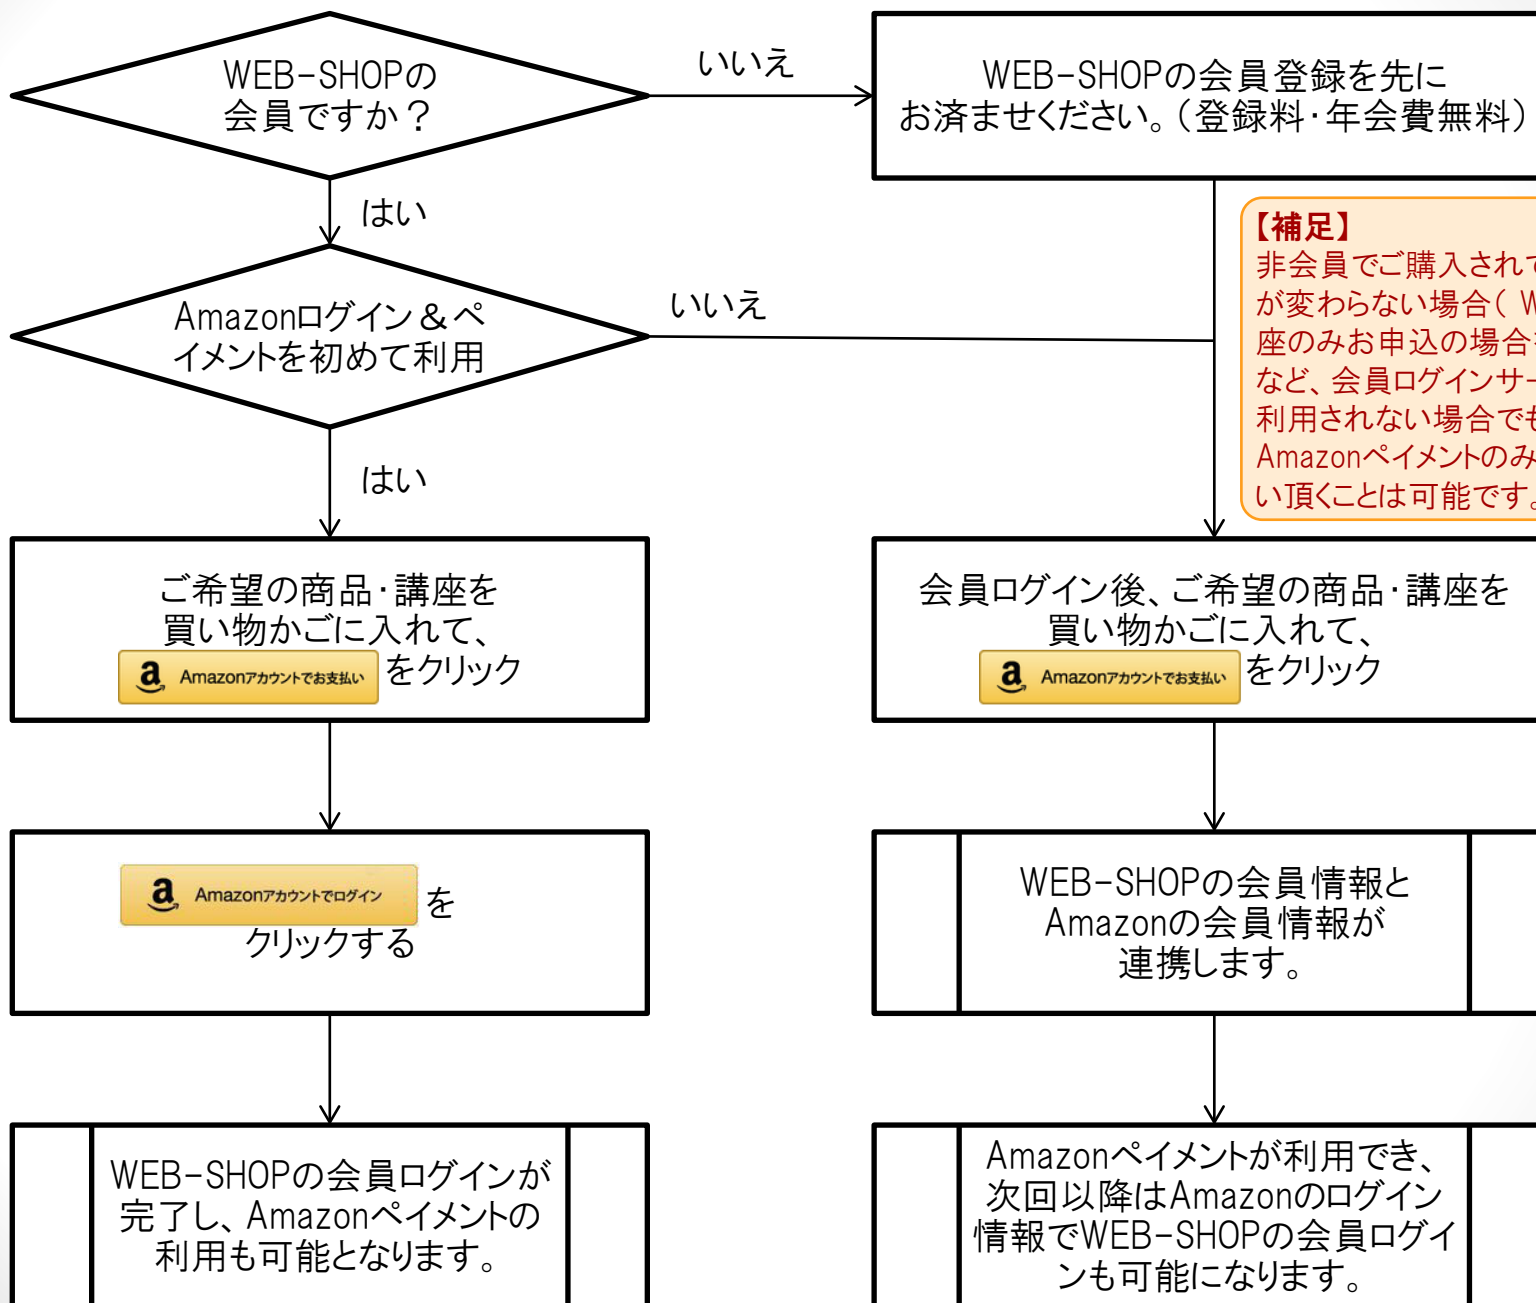 WEB-SHOPの
会員ですか？
いいえ
WEB-SHOPの会員登録を先に
お済ませください。（登録料・年会費無料）
はい
【補足】
非会員でご購入されて
が変わらない場合（ W
座のみお申込の場合
など、会員ログインサー
利用されない場合でも
Amazonペイメントのみ
い頂くことは可能です。
Amazonログイン＆ペ
イメントを初めて利用
いいえ
はい
ご希望の商品・講座を
買い物かごに入れて、
a Amazonアカウントでお支払い をクリック
会員ログイン後、ご希望の商品・講座を
買い物かごに入れて、
a Amazonアカウントでお支払い をクリック
a Amazonアカウントでログイン を
クリックする
WEB-SHOPの会員情報と
Amazonの会員情報が
連携します。
WEB-SHOPの会員ログインが
完了し、Amazonペイメントの
利用も可能となります。
Amazonペイメントが利用でき、
次回以降はAmazonのログイン
情報でWEB-SHOPの会員ログイ
ンも可能になります。